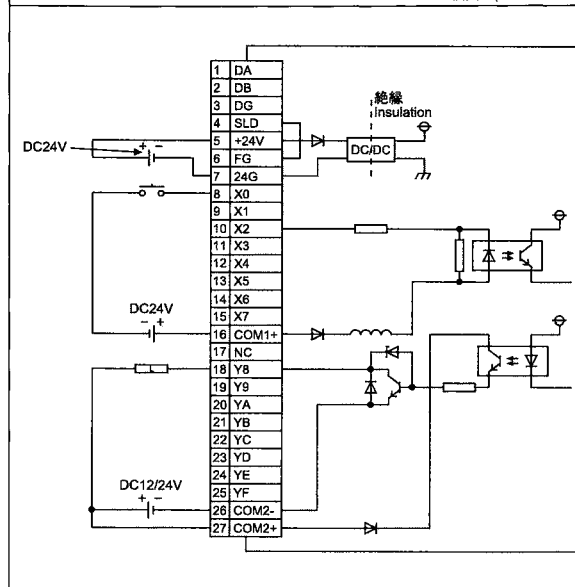 1 DA
2 DB
3 DG
4 SLD
5 +24V
6 FG
7 24G
8 X0
9 X1
10 X2
11 X3
12 X4
13 X5
14 X6
15 X7
16 COM1+
17 NC
18 Y8
19 Y9
20 YA
21 YB
22 YC
23 YD
24 YE
25 YF
26 COM2-
27 COM2+
DC24V
+ -
DC24V
- +
DC12/24V
+ -
絶縁
Insulation
DC/DC